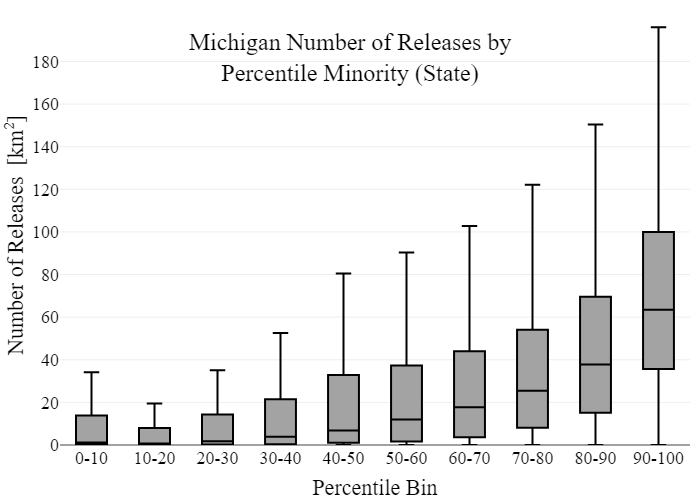 Michigan Number of Releases by
Percentile Minority (State)
Number of Releases [km²]
180
160
140
120
100
80
60
40
20
0
0-10 10-20 20-30 30-40 40-50 50-60 60-70 70-80 80-90 90-100
Percentile Bin